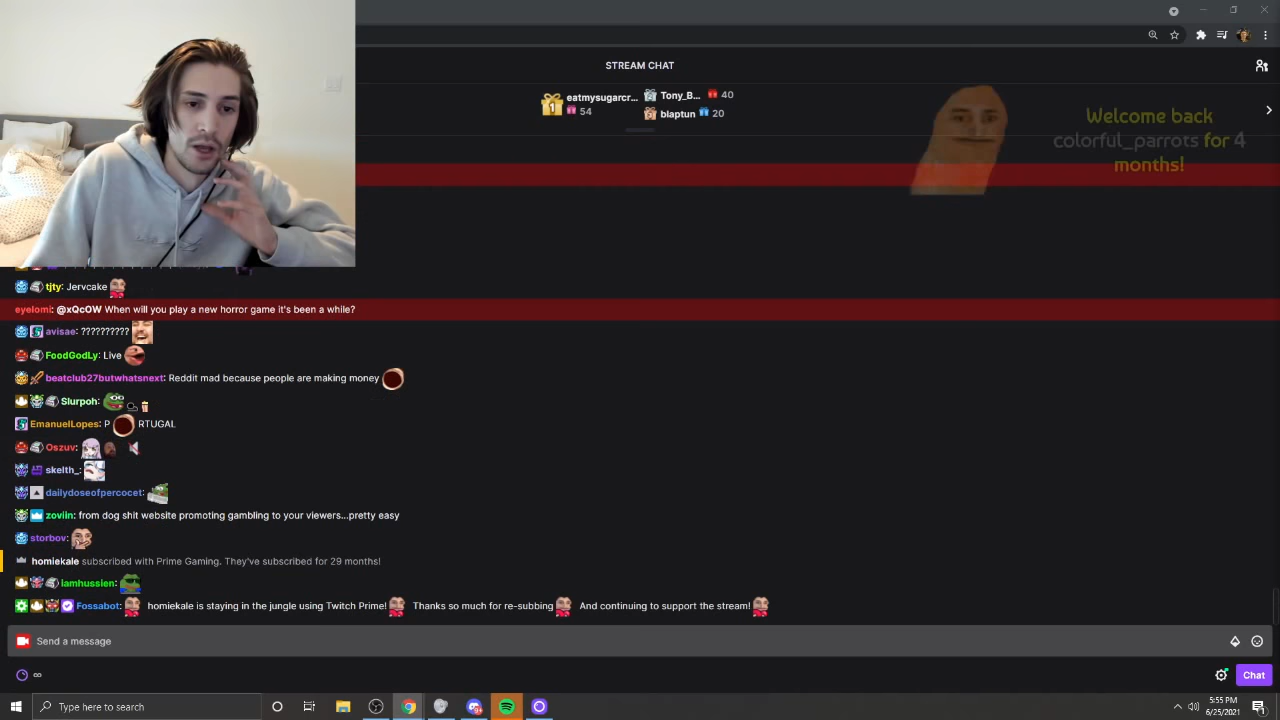 STREAM CHAT
eatmysugarcr... 54
Tony_B... 40
blaptun 20
Welcome back
colorful_parrots for 4
months!
tjty: Jervcake
eyelomi: @xQcOW When will you play a new horror game it's been a while?
avisae: ??????????
FoodGodLy: Live
beatclub27butwhatsnext: Reddit mad because people are making money
Slurpoh:
EmanuelLopes: P RTUGAL
Oszuv:
skelth_:
dailydoseofpercocet:
zoviin: from dog shit website promoting gambling to your viewers...pretty easy
storbov:
homiekale subscribed with Prime Gaming. They've subscribed for 29 months!
Iamhussien:
Fossabot: homiekale is staying in the jungle using Twitch Prime! Thanks so much for re-subbing And continuing to support the stream!
Send a message
∞
Chat
Type here to search
5:55 PM
6/25/2021